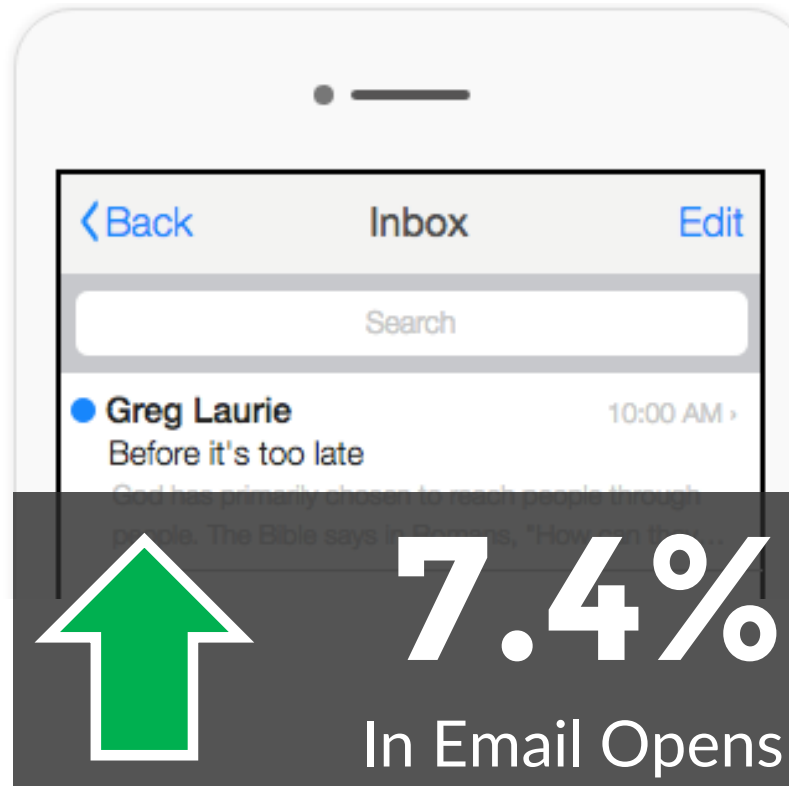 Back Inbox Edit
Search
Greg Laurie 10:00 AM
Before it's too late
God has primarily chosen to reach people through
people. The Bible says in Romans, "How can they...
7.4%
In Email Opens